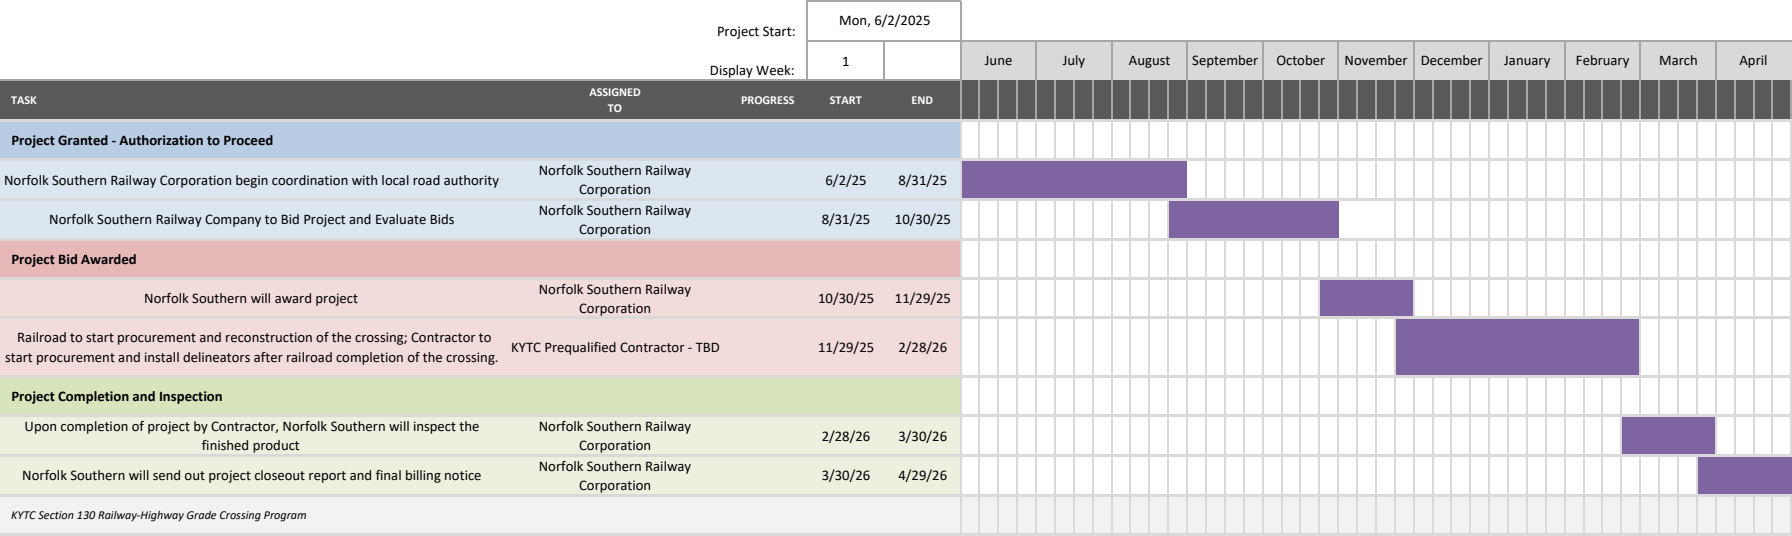 Project Start:
Mon, 6/2/2025
Display Week:
1
June July August September October November December January February March April
TASK
ASSIGNED
TO
PROGRESS
START
END
Project Granted - Authorization to Proceed
Norfolk Southern Railway Corporation begin coordination with local road authority
Norfolk Southern Railway
Corporation
6/2/25
8/31/25
Norfolk Southern Railway Company to Bid Project and Evaluate Bids
Norfolk Southern Railway
Corporation
8/31/25
10/30/25
Project Bid Awarded
Norfolk Southern will award project
Norfolk Southern Railway
Corporation
10/30/25
11/29/25
Railroad to start procurement and reconstruction of the crossing; Contractor to
start procurement and install delineators after railroad completion of the crossing.
KYTC Prequalified Contractor - TBD
11/29/25
2/28/26
Project Completion and Inspection
Upon completion of project by Contractor, Norfolk Southern will inspect the
finished product
Norfolk Southern Railway
Corporation
2/28/26
3/30/26
Norfolk Southern will send out project closeout report and final billing notice
Norfolk Southern Railway
Corporation
3/30/26
4/29/26
KYTC Section 130 Railway-Highway Grade Crossing Program